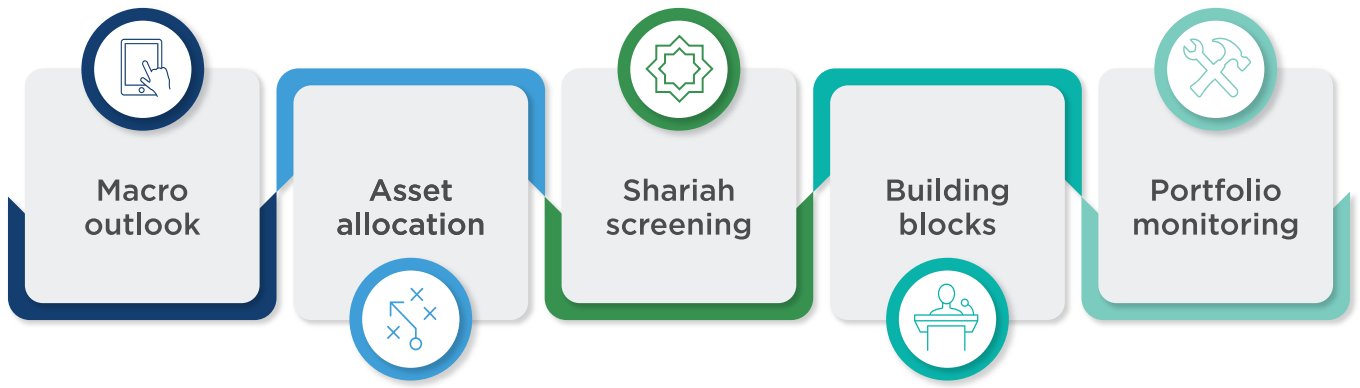 Macro
outlook
Asset
allocation
Shariah
screening
Building
blocks
Portfolio
monitoring